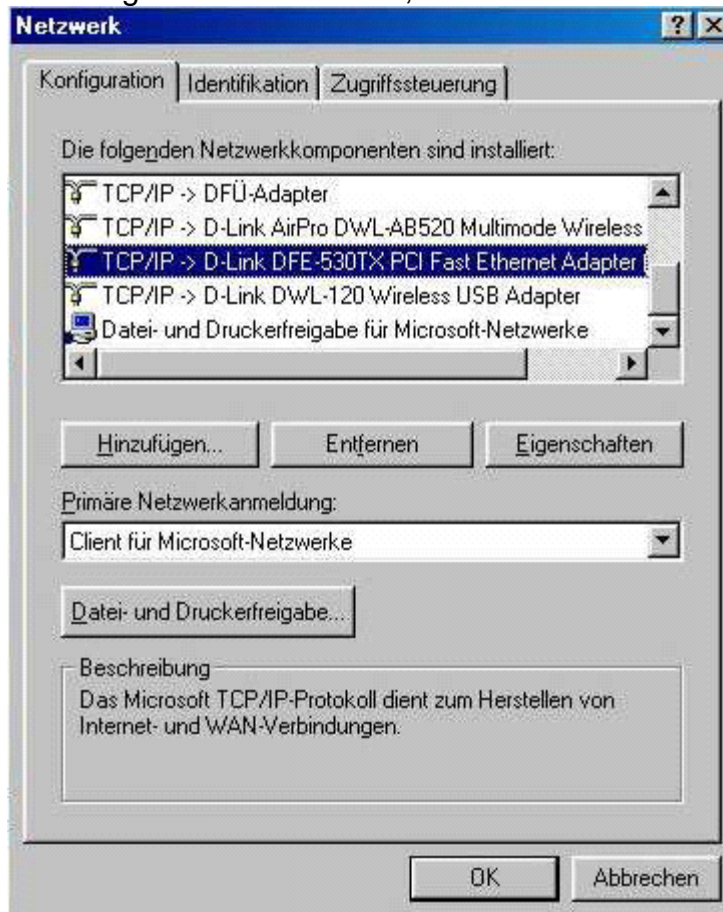 Netzwerk
Konfiguration
Identifikation
Zugriffssteuerung
Die folgenden Netzwerkkomponenten sind installiert:
TCP/IP -> DFÜ-Adapter
TCP/IP -> D-Link AirPro DWL-AB520 Multimode Wireless
TCP/IP -> D-Link DFE-530TX PCI Fast Ethernet Adapter (
TCP/IP -> D-Link DWL-120 Wireless USB Adapter
Datei- und Druckerfreigabe für Microsoft-Netzwerke
Hinzufügen...
Entfernen
Eigenschaften
Primäre Netzwerkanmeldung:
Client für Microsoft-Netzwerke
Datei- und Druckerfreigabe...
Beschreibung
Das Microsoft TCP/IP-Protokoll dient zum Herstellen von
Internet- und WAN-Verbindungen.
OK
Abbrechen